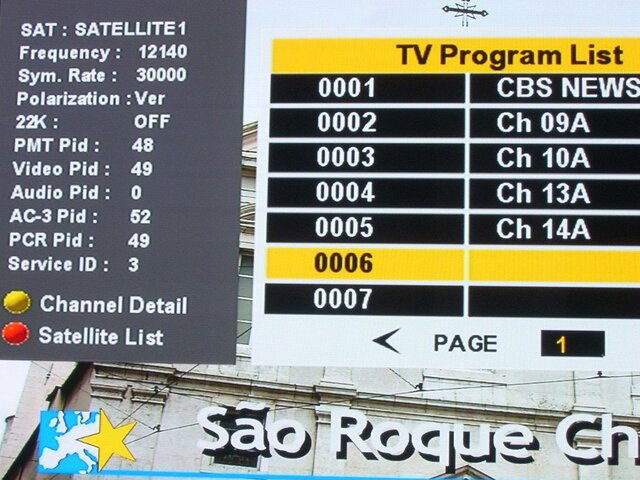 SAT : SATELLITE1
Frequency : 12140
Sym. Rate : 30000
Polarization : Ver
22K : OFF
PMT Pid : 48
Video Pid : 49
Audio Pid : 0
AC-3 Pid : 52
PCR Pid : 49
Service ID : 3
Channel Detail
Satellite List
TV Program List
0001 CBS NEWS
0002 Ch 09A
0003 Ch 10A
0004 Ch 13A
0005 Ch 14A
0006
0007
PAGE 1
São Roque Ch